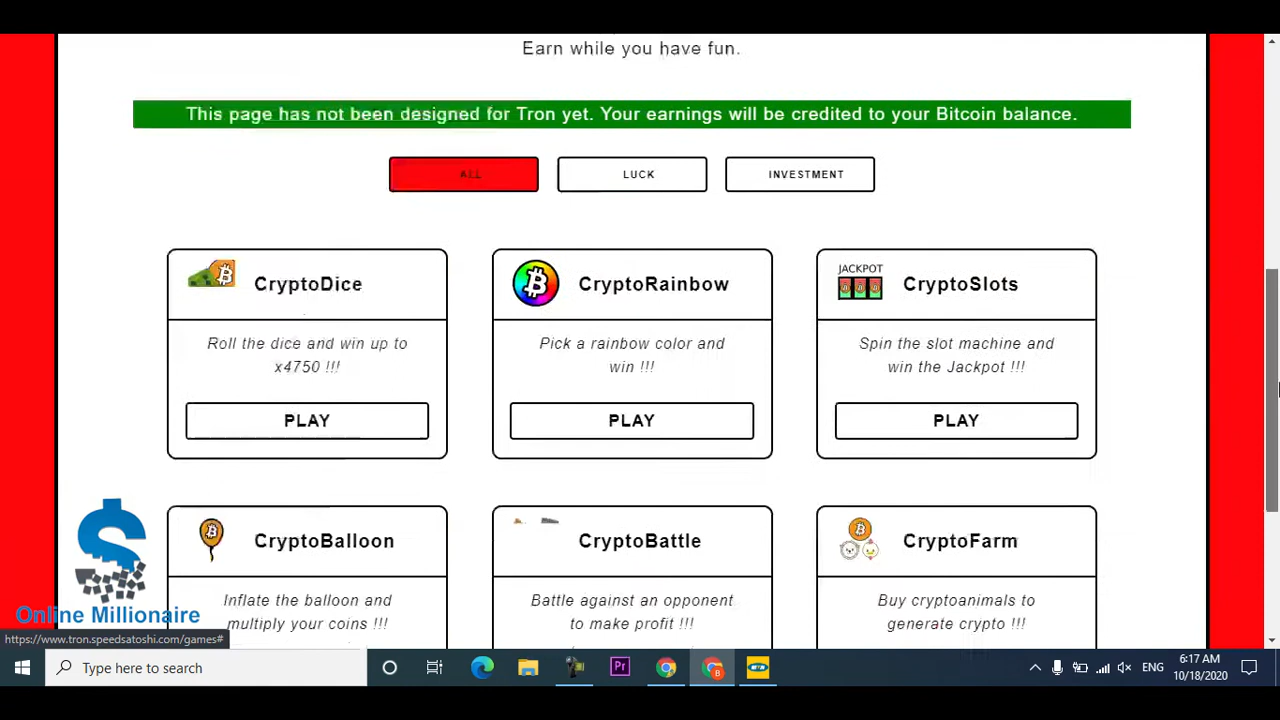 Earn while you have fun.
This page has not been designed for Tron yet. Your earnings will be credited to your Bitcoin balance.
ALL
LUCK
INVESTMENT
CryptoDice
Roll the dice and win up to
x4750 !!!
PLAY
CryptoRainbow
Pick a rainbow color and
win !!!
PLAY
JACKPOT
CryptoSlots
Spin the slot machine and
win the Jackpot !!!
PLAY
CryptoBalloon
Inflate the balloon and
multiply your coins !!!
CryptoBattle
Battle against an opponent
to make profit !!!
CryptoFarm
Buy cryptoanimals to
generate crypto !!!
Online Millionaire
https://www.tron.speedsatoshi.com/games#
Type here to search
Pr
B
ENG
6:17 AM
10/18/2020